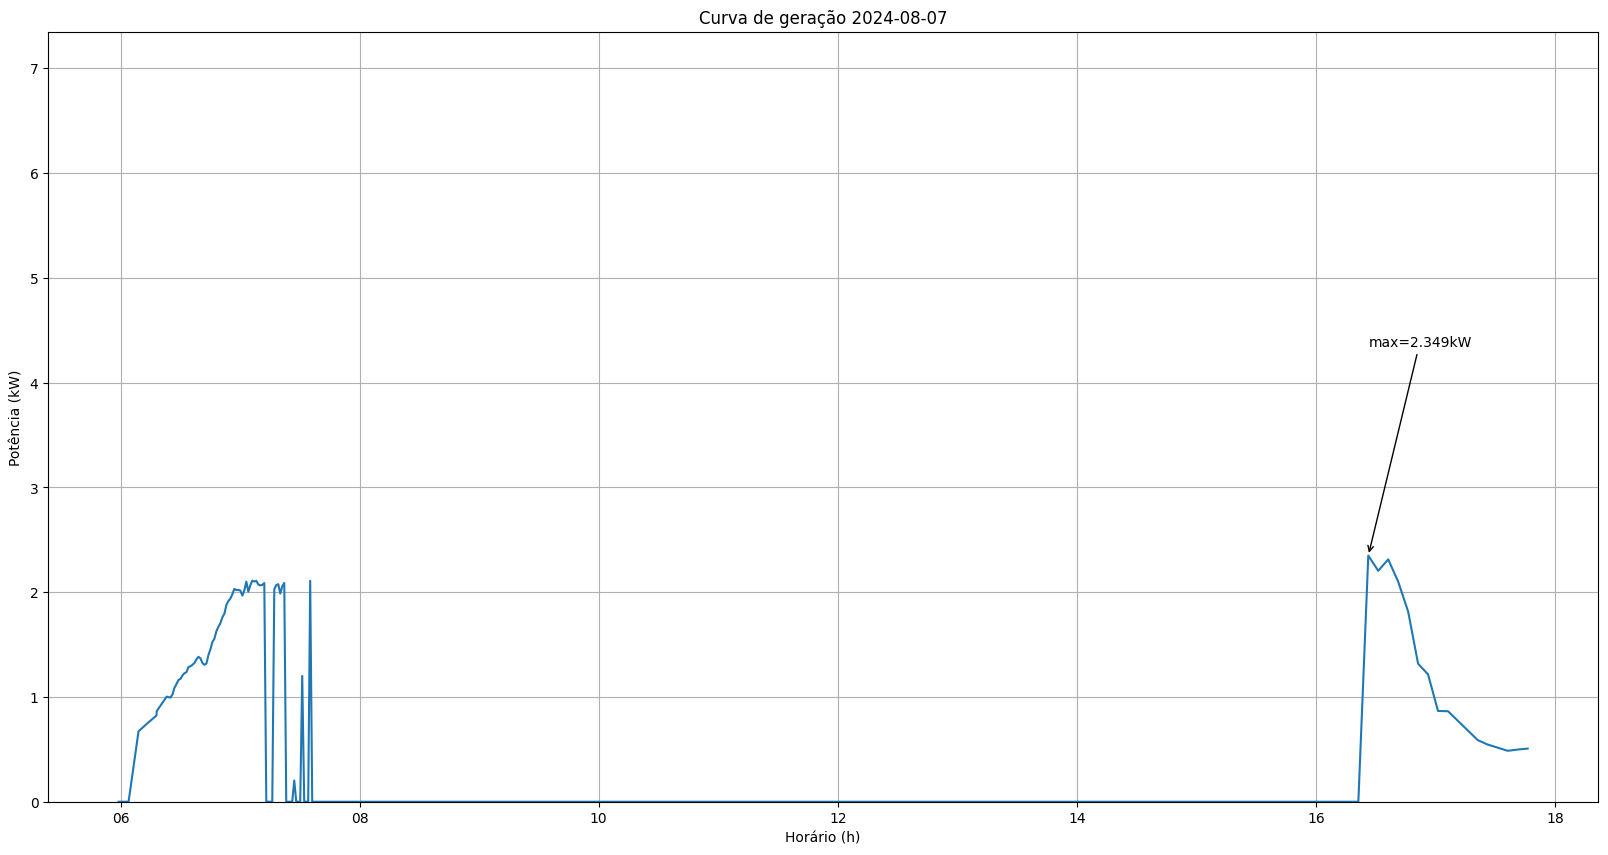 Curva de geração 2024-08-07
7
6
5
4
3
2
1
0
Potência (kW)
max=2.349kW
06 08 10 12 14 16 18
Horário (h)